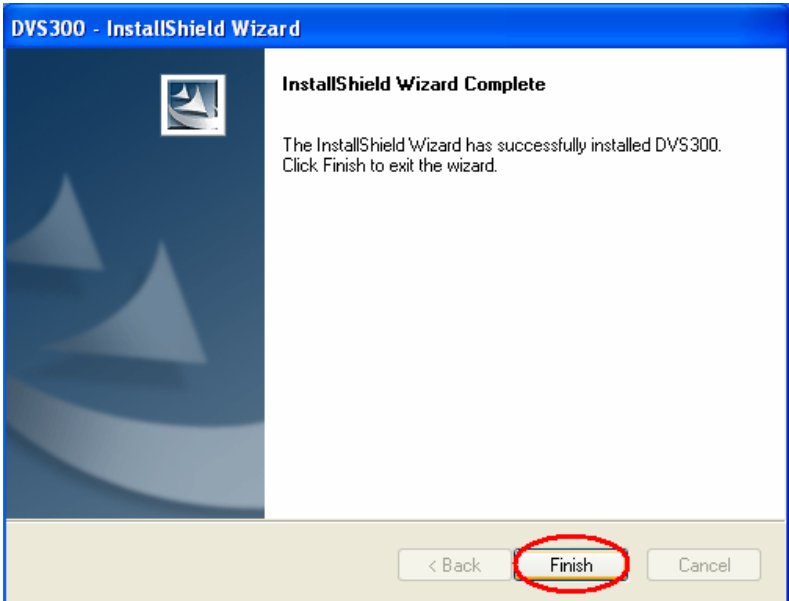 DVS300 - InstallShield Wizard
InstallShield Wizard Complete
The InstallShield Wizard has successfully installed DVS300.
Click Finish to exit the wizard.
< Back
Finish
Cancel